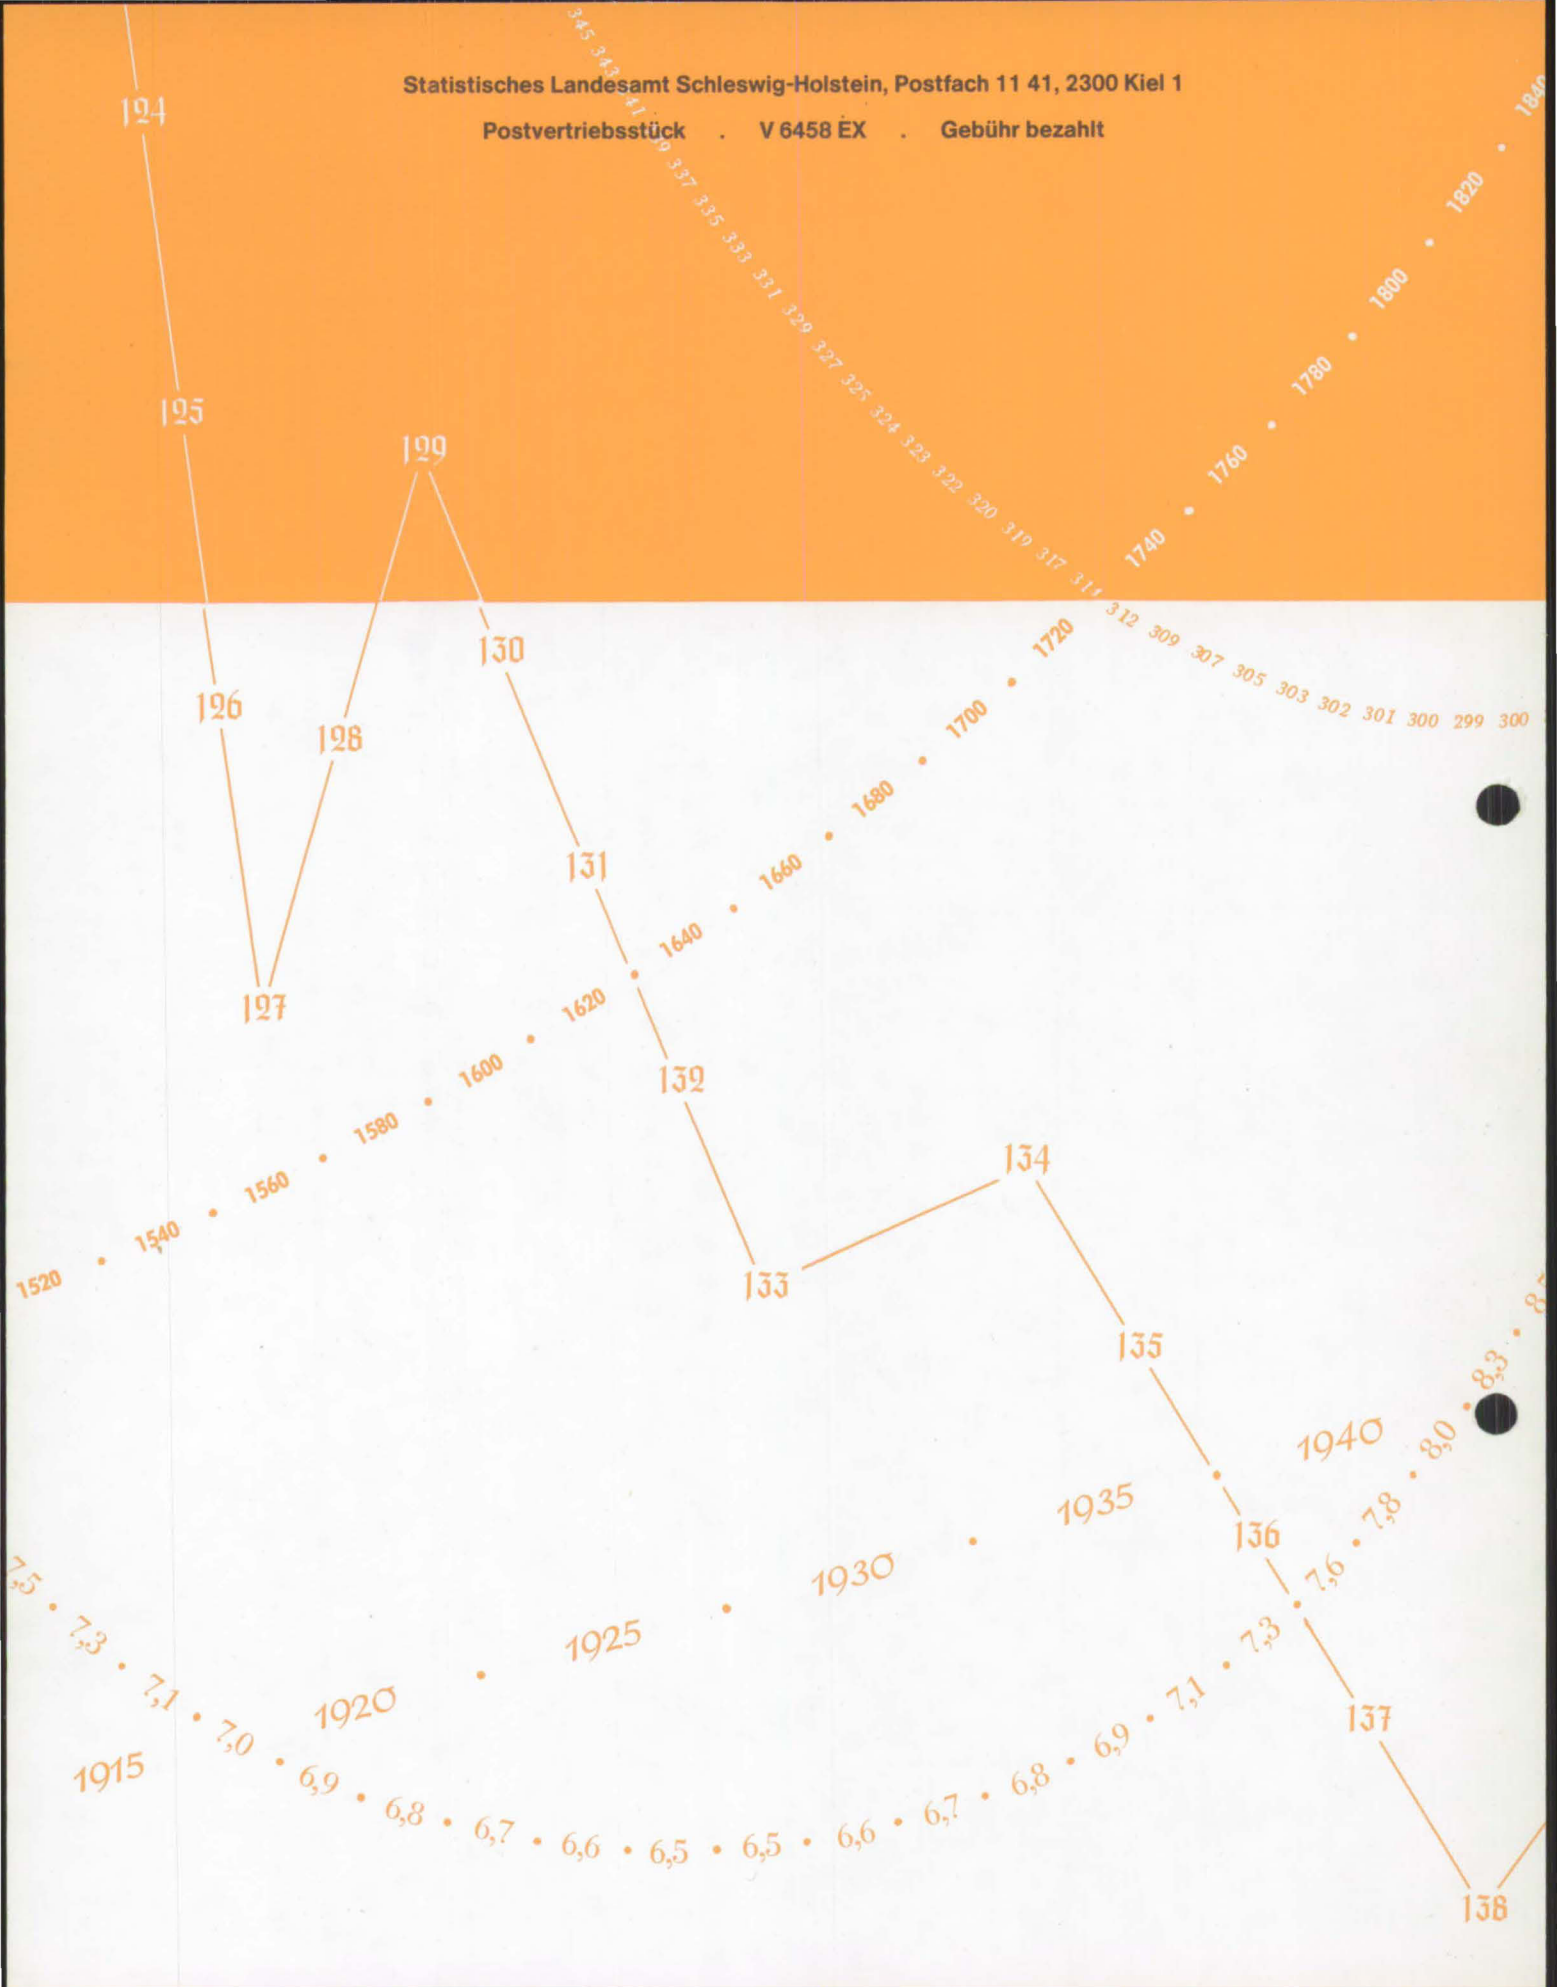 Statistisches Landesamt Schleswig-Holstein, Postfach 11 41, 2300 Kiel 1
Postvertriebsstück . V 6458 EX . Gebühr bezahlt
124
125
126
127
128
129
130
131
132
133
134
135
136
137
138
345 343 341 339 337 335 333 331 329 327 325 324 323 322 320 319 317 314 312 309 307 305 303 302 301 300 299 300
1520 • 1540 • 1560 • 1580 • 1600 • 1620 • 1640 • 1660 • 1680 • 1700 • 1720 1740 • 1760 • 1780 • 1800 • 1820 • 1840
1915 1920 • 1925 • 1930 • 1935 • 1940
7,5 • 7,3 • 7,1 • 7,0 • 6,9 • 6,8 • 6,7 • 6,6 • 6,5 • 6,5 • 6,6 • 6,7 • 6,8 • 6,9 • 7,1 • 7,3 • 7,6 • 7,8 • 8,0 • 8,3 •